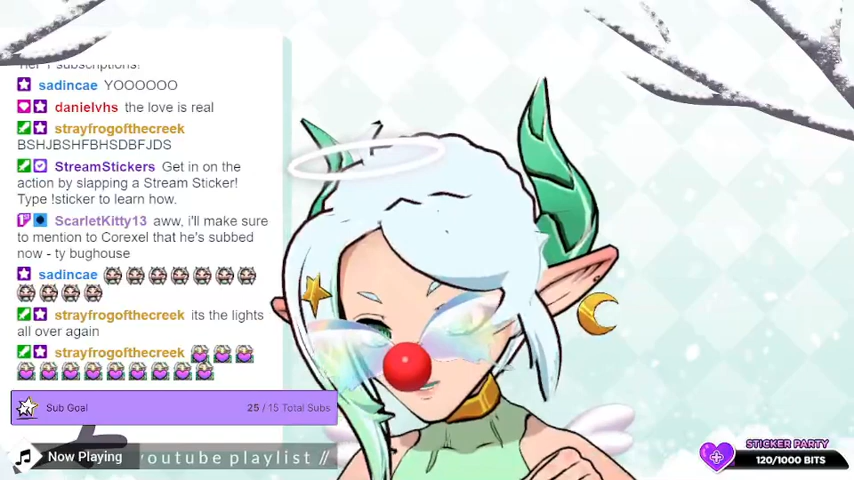 Tier 1 subscriptions!
sadincae YOOOOOO
danielvhs the love is real
strayfrogofthecreek
BSHJBSHFBHSDBFJDS
StreamStickers Get in on the
action by slapping a Stream Sticker!
Type !sticker to learn how.
ScarletKitty13 aww, i'll make sure
to mention to Corexel that he's subbed
now - ty bughouse
sadincae
strayfrogofthecreek its the lights
all over again
strayfrogofthecreek
Sub Goal 25 / 15 Total Subs
Now Playing youtube playlist //
STICKER PARTY
120/1000 BITS